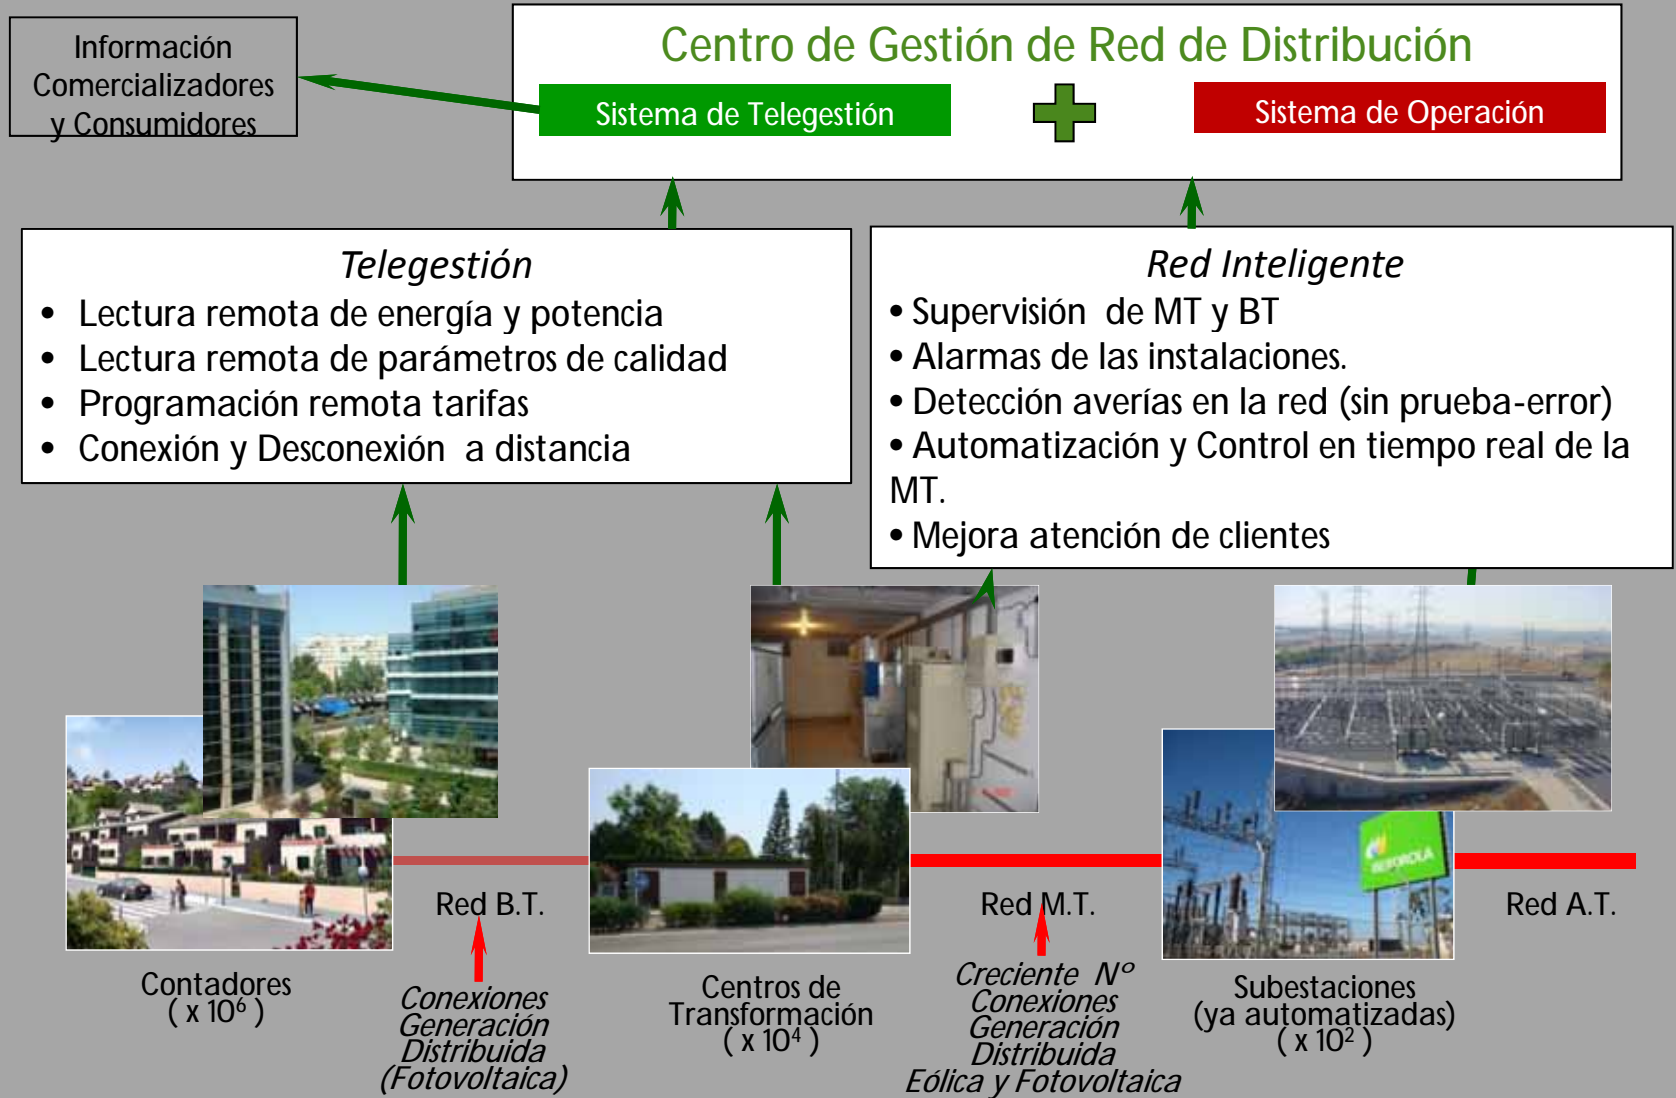 Información
Comercializadores
y Consumidores
Centro de Gestión de Red de Distribución
Sistema de Telegestión
Sistema de Operación
Telegestión
• Lectura remota de energía y potencia
• Lectura remota de parámetros de calidad
• Programación remota tarifas
• Conexión y Desconexión a distancia
Red Inteligente
• Supervisión de MT y BT
• Alarmas de las instalaciones.
• Detección averías en la red (sin prueba-error)
• Automatización y Control en tiempo real de la
MT.
• Mejora atención de clientes
IBERDROLA
Red B.T.
Red M.T.
Red A.T.
Contadores
( x 10⁶ )
Conexiones
Generación
Distribuida
(Fotovoltaica)
Centros de
Transformación
( x 10⁴ )
Creciente Nº
Conexiones
Generación
Distribuida
Eólica y Fotovoltaica
Subestaciones
(ya automatizadas)
( x 10² )